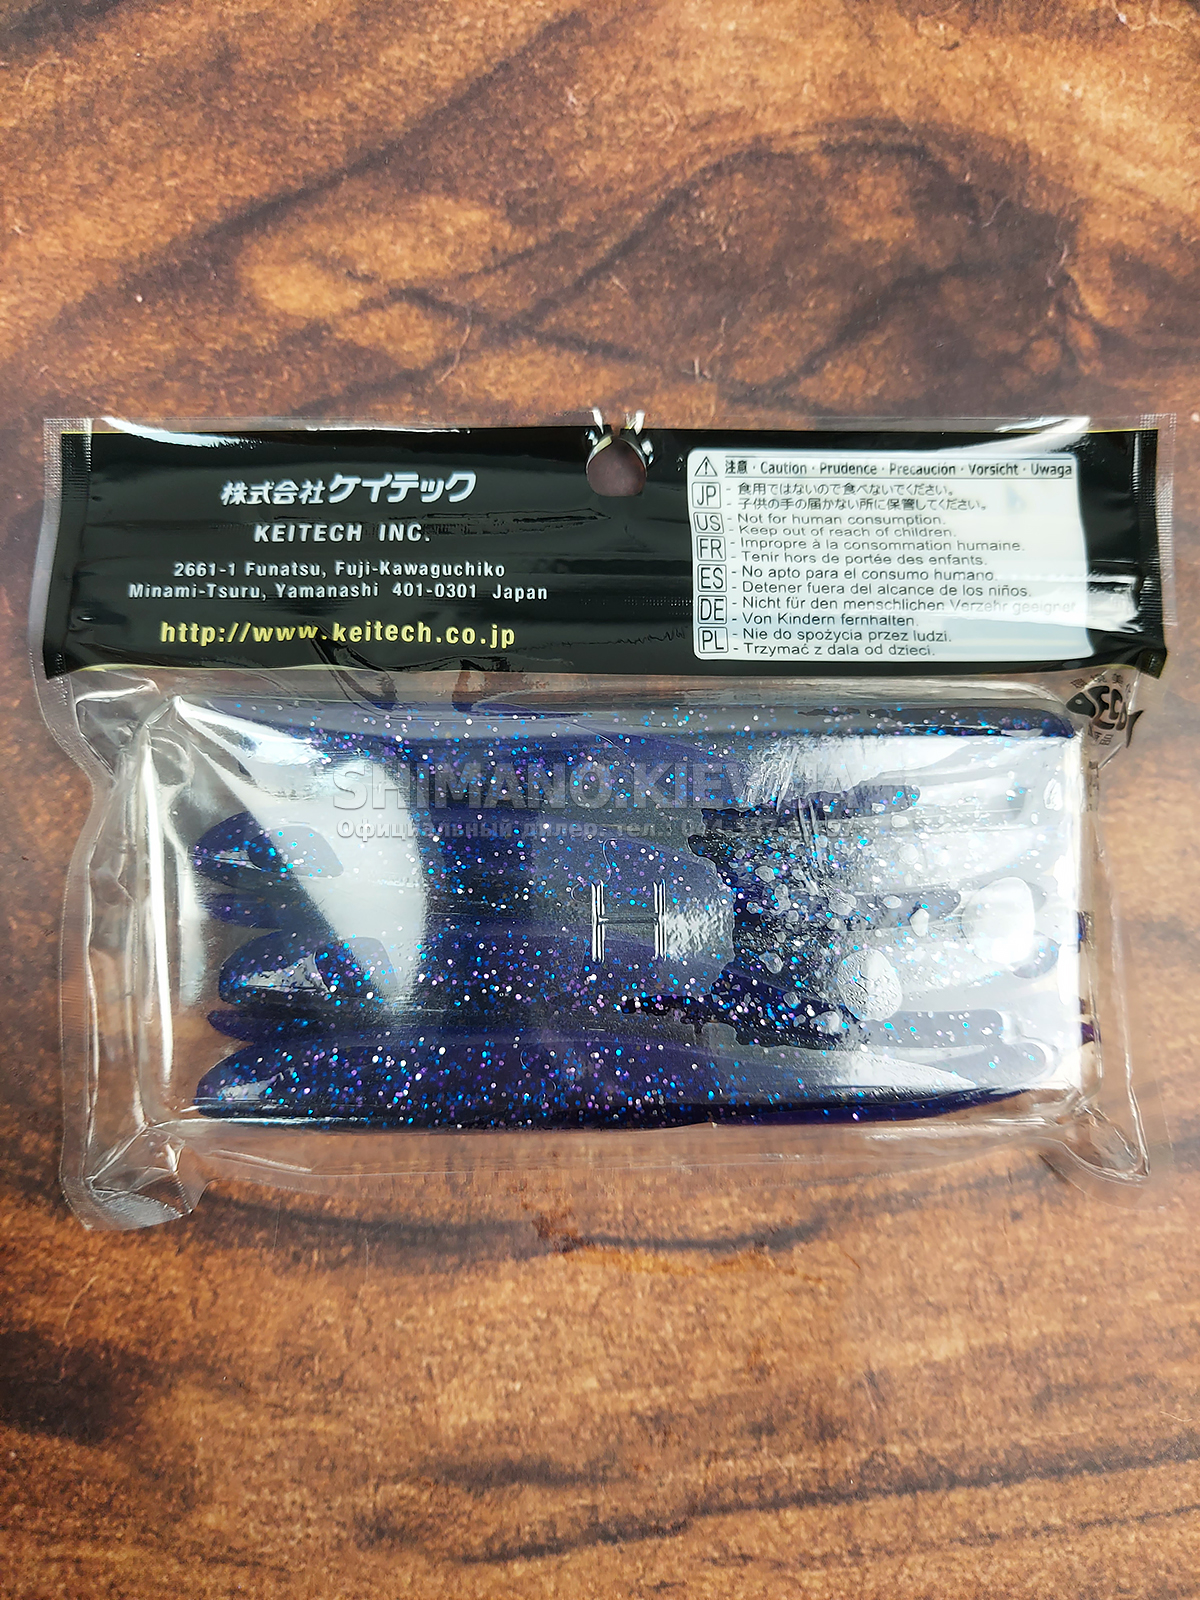 株式会社ケイテック
KEITECH INC.
2661-1 Funatsu, Fuji-Kawaguchiko
Minami-Tsuru, Yamanashi 401-0301 Japan
http://www.keitech.co.jp
注意・Caution・Prudence・Precaución・Vorsicht・Uwaga
JP - 食用ではないので食べないでください。
- 子供の手の届かない所に保管してください。
US - Not for human consumption.
- Keep out of reach of children.
FR - Impropre à la consommation humaine.
- Tenir hors de portée des enfants.
ES - No apto para el consumo humano.
- Detener fuera del alcance de los niños.
DE - Nicht für den menschlichen Verzehr geeignet
- Von Kindern fernhalten.
PL - Nie do spożycia przez ludzi.
- Trzymać z dala od dzieci.
SHIMANO.KIEV
Официальный дилер. тел.:
H